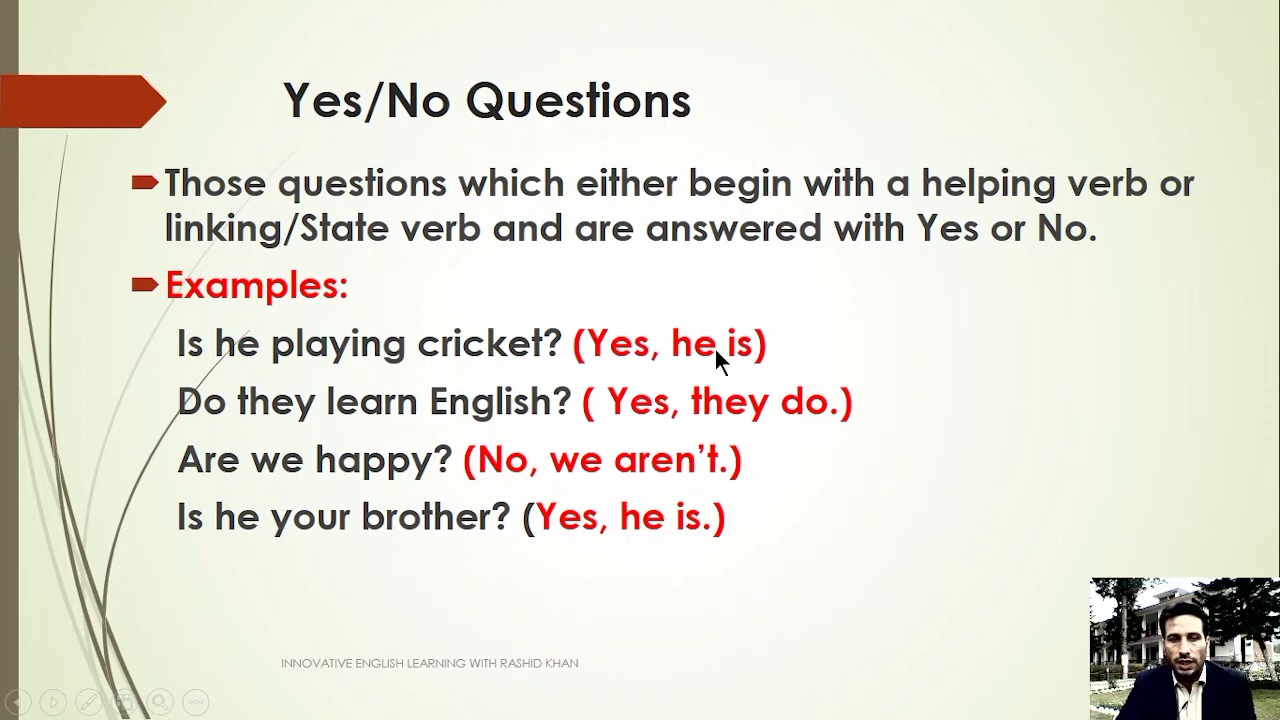 Yes/No Questions
Those questions which either begin with a helping verb or
linking/State verb and are answered with Yes or No.
Examples:
Is he playing cricket? (Yes, he is)
Do they learn English? ( Yes, they do.)
Are we happy? (No, we aren’t.)
Is he your brother? (Yes, he is.)
INNOVATIVE ENGLISH LEARNING WITH RASHID KHAN